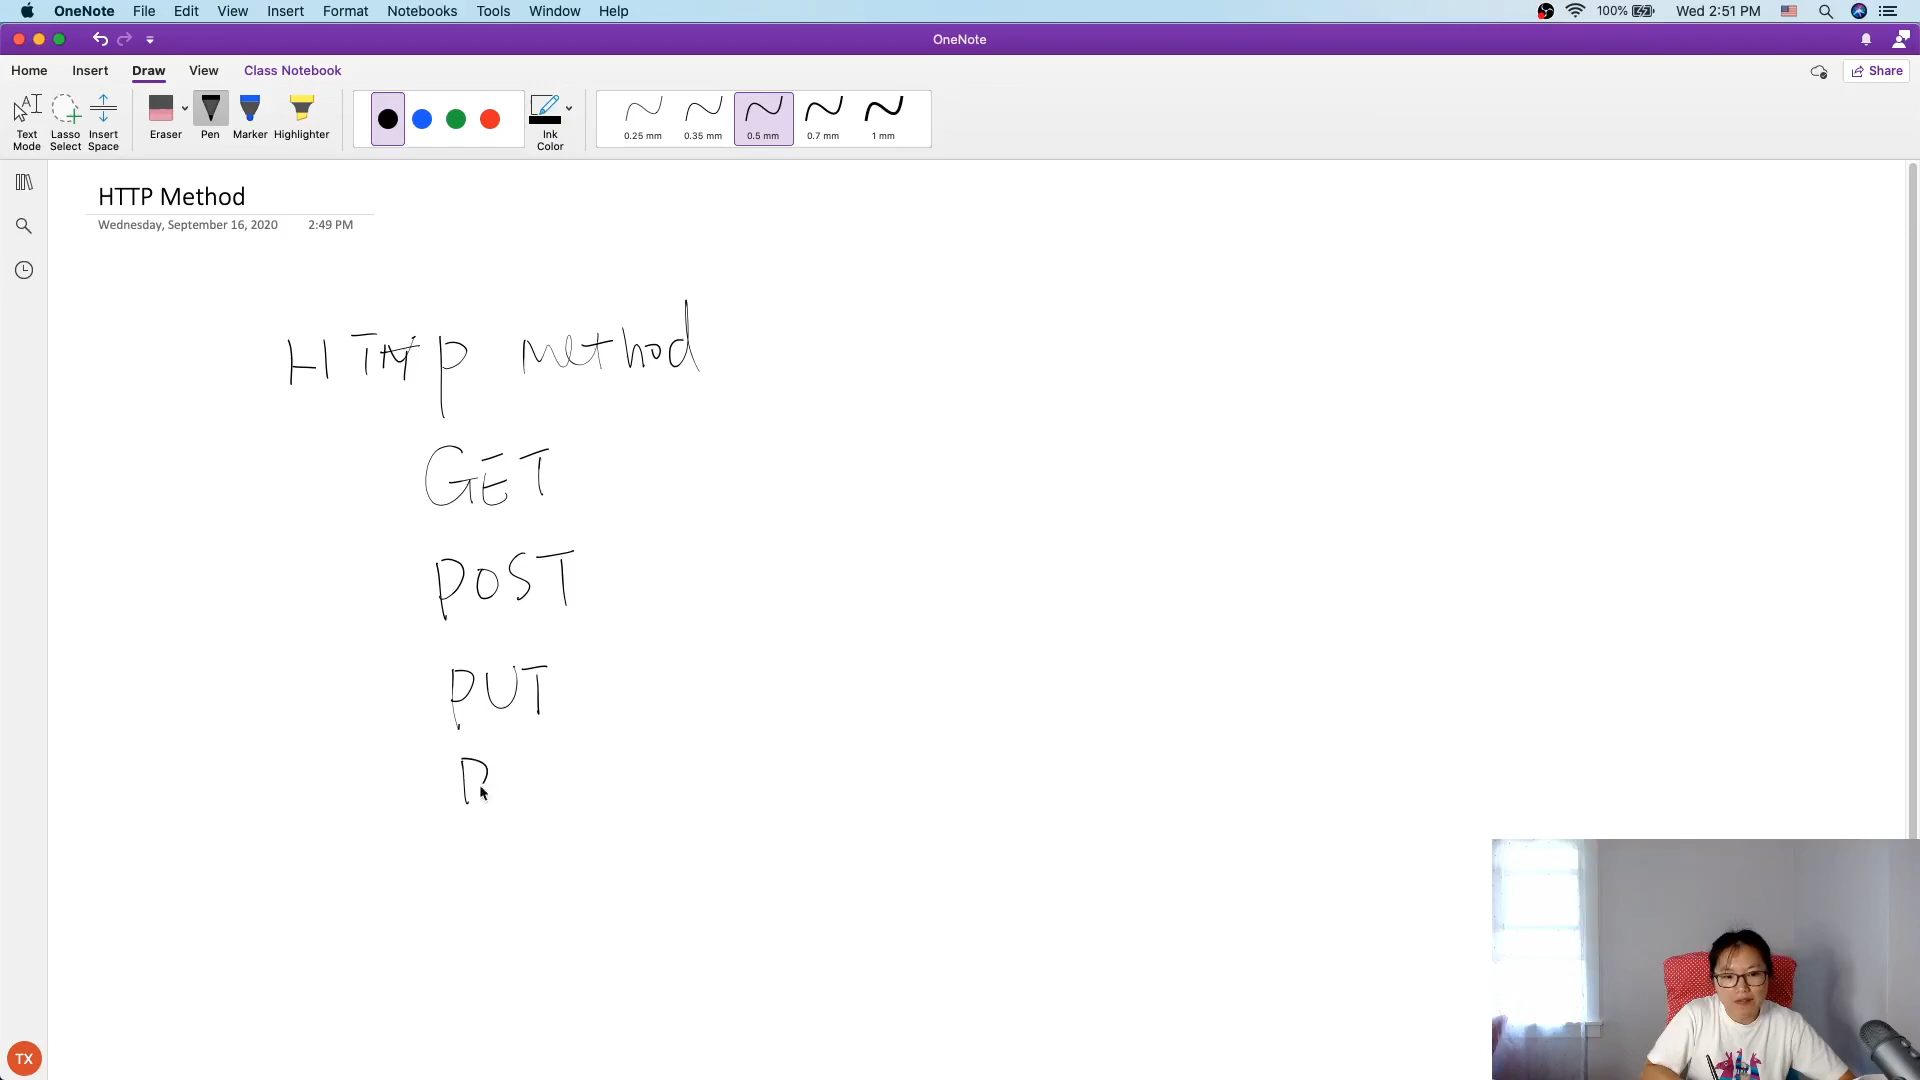 OneNote File Edit View Insert Format Notebooks Tools Window Help 100% Wed 2:51 PM
OneNote
Home Insert Draw View Class Notebook Share
Text Mode Lasso Select Insert Space Eraser Pen Marker Highlighter Ink Color 0.25 mm 0.35 mm 0.5 mm 0.7 mm 1 mm
HTTP Method
Wednesday, September 16, 2020 2:49 PM
method
GET
POST
PUT
TX